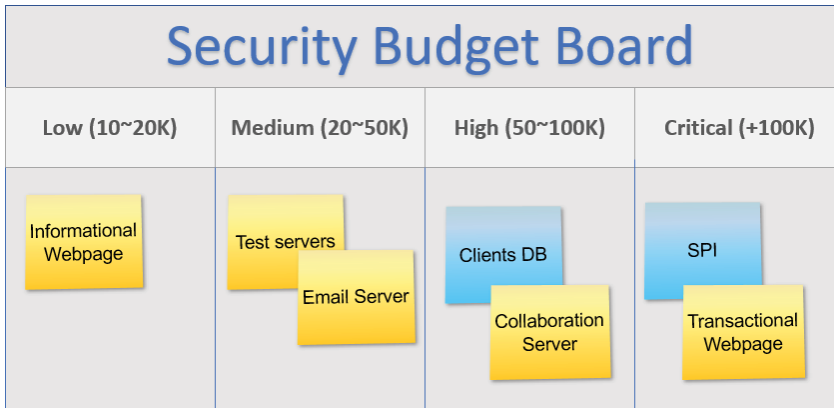 Security Budget Board
Low (10~20K)
Medium (20~50K)
High (50~100K)
Critical (+100K)
Informational
Webpage
Test servers
Email Server
Clients DB
Collaboration
Server
SPI
Transactional
Webpage